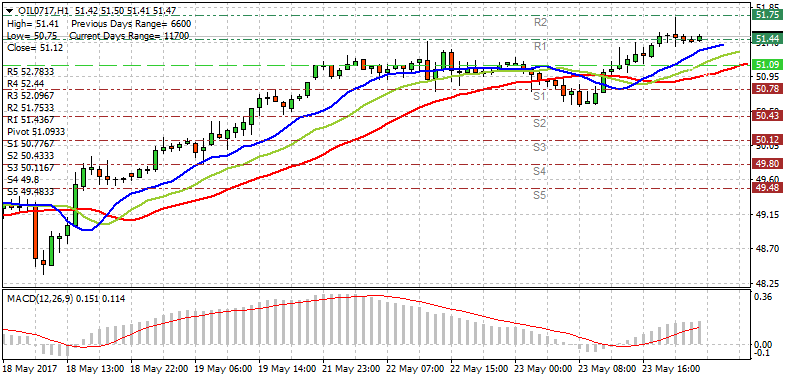 OIL0717,H1 51.42 51.50 51.41 51.47
High= 51.41 Previous Days Range= 6600
Low= 50.75 Current Days Range= 11700
Close= 51.12
R5 52.7833
R4 52.44
R3 52.0967
R2 51.7533
R1 51.4367
Pivot 51.0933
S1 50.7767
S2 50.4333
S3 50.1167
S4 49.8
S5 49.4833
R2
R1
S1
S2
S3
S4
S5
51.85
51.75
51.44
51.09
50.95
50.78
50.43
50.12
50.05
49.80
49.60
49.48
49.15
48.70
48.25
MACD(12,26,9) 0.151 0.114
0.36
0.00
-0.1
18 May 2017
18 May 13:00
18 May 22:00
19 May 06:00
19 May 14:00
21 May 23:00
22 May 07:00
22 May 15:00
23 May 00:00
23 May 08:00
23 May 16:00